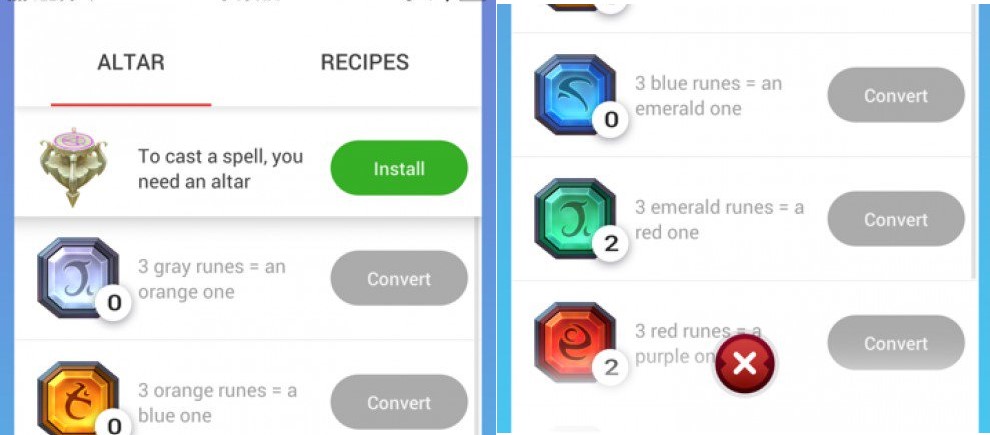 ALTAR
RECIPES
To cast a spell, you
need an altar
Install
3 gray runes = an
orange one
Convert
0
3 orange runes = a
blue one
Convert
0
3 blue runes = an
emerald one
Convert
0
3 emerald runes = a
red one
Convert
2
3 red runes = a
purple on
Convert
2